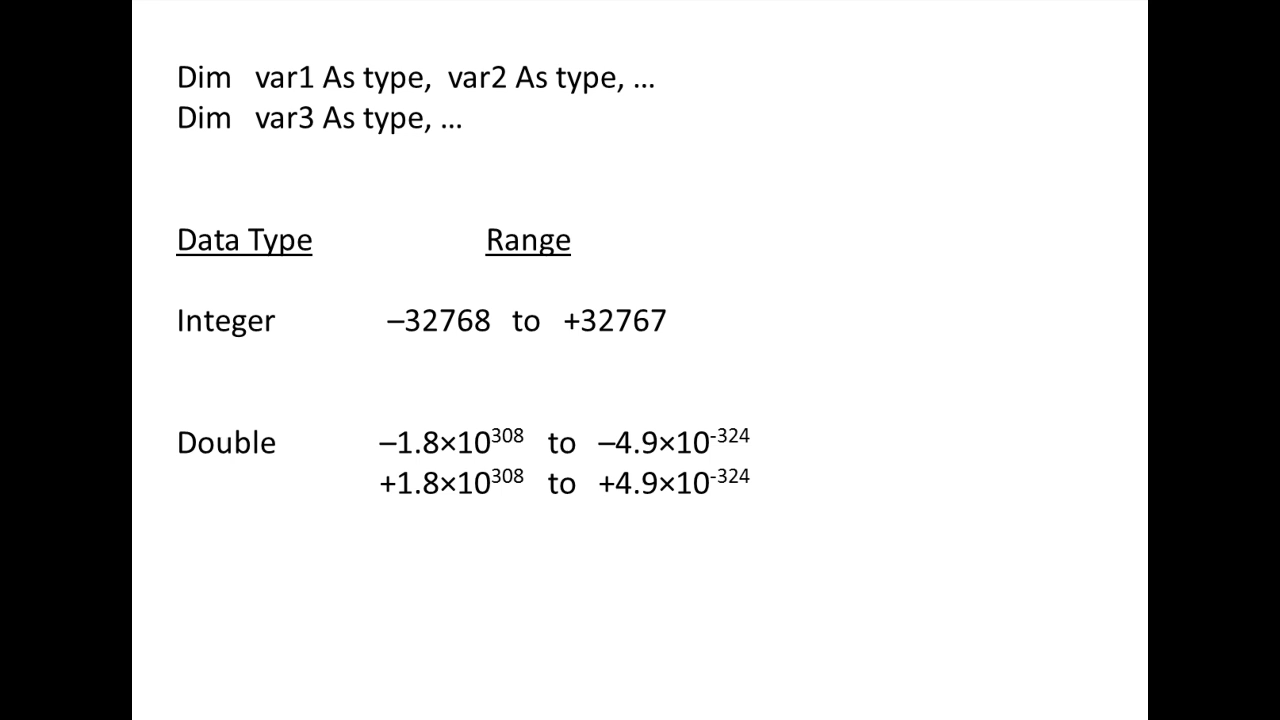 Dim var1 As type, var2 As type, ...
Dim var3 As type, ...
Data Type Range
Integer –32768 to +32767
Double –1.8×10³⁰⁸ to –4.9×10⁻³²⁴
+1.8×10³⁰⁸ to +4.9×10⁻³²⁴